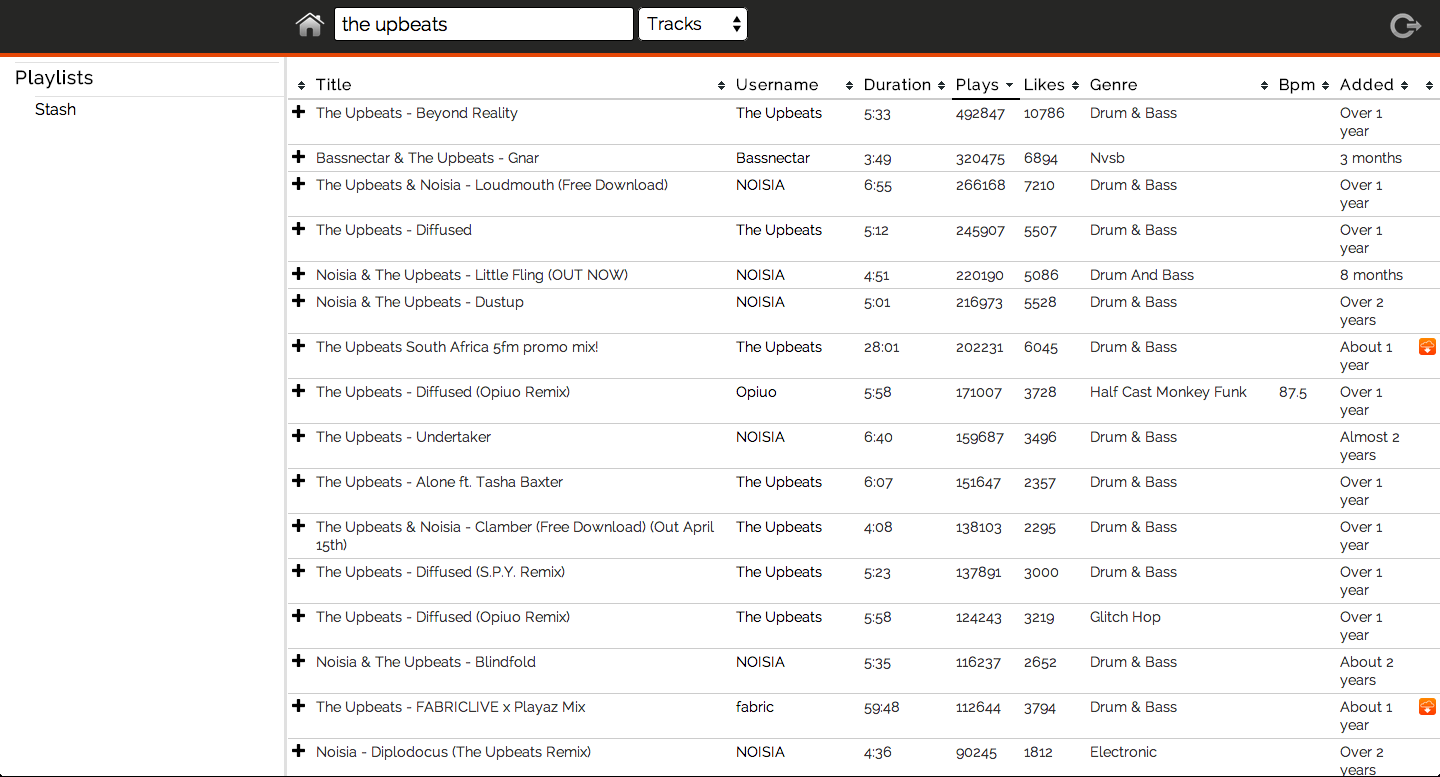 the upbeats Tracks
Playlists
Stash
Title Username Duration Plays Likes Genre Bpm Added
The Upbeats - Beyond Reality The Upbeats 5:33 492847 10786 Drum & Bass Over 1
year
Bassnectar & The Upbeats - Gnar Bassnectar 3:49 320475 6894 Nvsb 3 months
The Upbeats & Noisia - Loudmouth (Free Download) NOISIA 6:55 266168 7210 Drum & Bass Over 1
year
The Upbeats - Diffused The Upbeats 5:12 245907 5507 Drum & Bass Over 1
year
Noisia & The Upbeats - Little Fling (OUT NOW) NOISIA 4:51 220190 5086 Drum And Bass 8 months
Noisia & The Upbeats - Dustup NOISIA 5:01 216973 5528 Drum & Bass Over 2
years
The Upbeats South Africa 5fm promo mix! The Upbeats 28:01 202231 6045 Drum & Bass About 1
year
The Upbeats - Diffused (Opiuo Remix) Opiuo 5:58 171007 3728 Half Cast Monkey Funk 87.5 Over 1
year
The Upbeats - Undertaker NOISIA 6:40 159687 3496 Drum & Bass Almost 2
years
The Upbeats - Alone ft. Tasha Baxter The Upbeats 6:07 151647 2357 Drum & Bass Over 1
year
The Upbeats & Noisia - Clamber (Free Download) (Out April The Upbeats 4:08 138103 2295 Drum & Bass Over 1
15th) year
The Upbeats - Diffused (S.P.Y. Remix) The Upbeats 5:23 137891 3000 Drum & Bass Over 1
year
The Upbeats - Diffused (Opiuo Remix) The Upbeats 5:58 124243 3219 Glitch Hop Over 1
year
Noisia & The Upbeats - Blindfold NOISIA 5:35 116237 2652 Drum & Bass About 2
years
The Upbeats - FABRICLIVE x Playaz Mix fabric 59:48 112644 3794 Drum & Bass About 1
year
Noisia - Diplodocus (The Upbeats Remix) NOISIA 4:36 90245 1812 Electronic Over 2
years